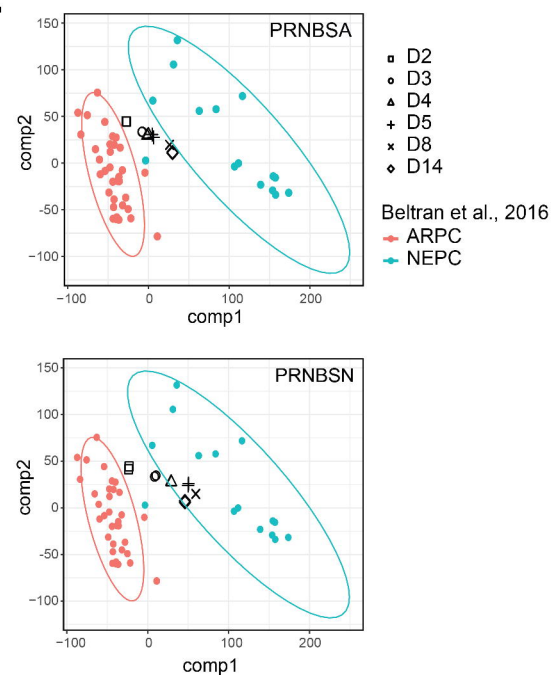 PRNBSA
150
100
50
0
−50
−100
comp2
−100 0 100 200
comp1
D2
D3
D4
D5
D8
D14
Beltran et al., 2016
ARPC
NEPC
PRNBSN
150
100
50
0
−50
−100
comp2
−100 0 100 200
comp1